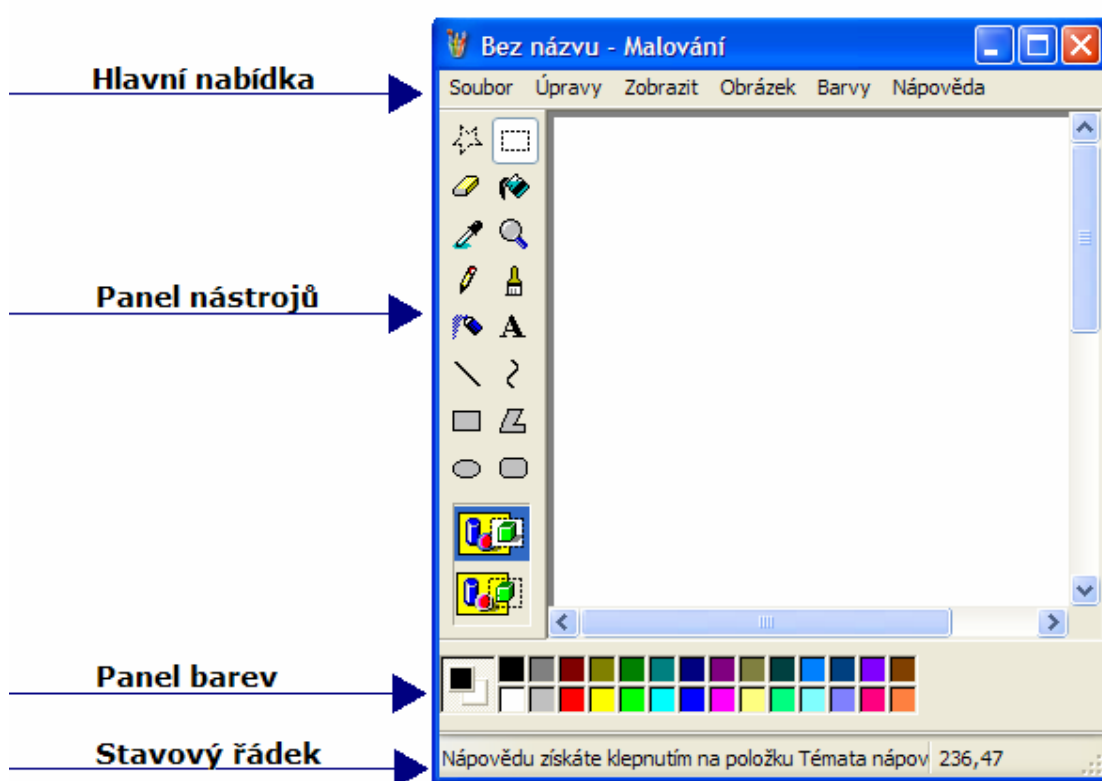 Bez názvu - Malování
Hlavní nabídka
Soubor Úpravy Zobrazit Obrázek Barvy Nápověda
Panel nástrojů
A
Panel barev
Stavový řádek
Nápovědu získáte klepnutím na položku Témata nápov 236,47